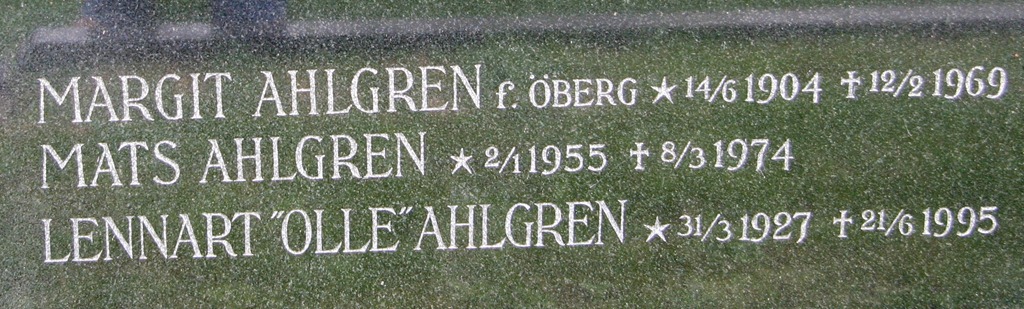 MARGIT AHLGREN f. ÖBERG ★ 14/6 1904 ✝ 12/2 1969
MATS AHLGREN ★ 2/1 1955 ✝ 8/3 1974
LENNART "OLLE" AHLGREN ★ 31/3 1927 ✝ 21/6 1995